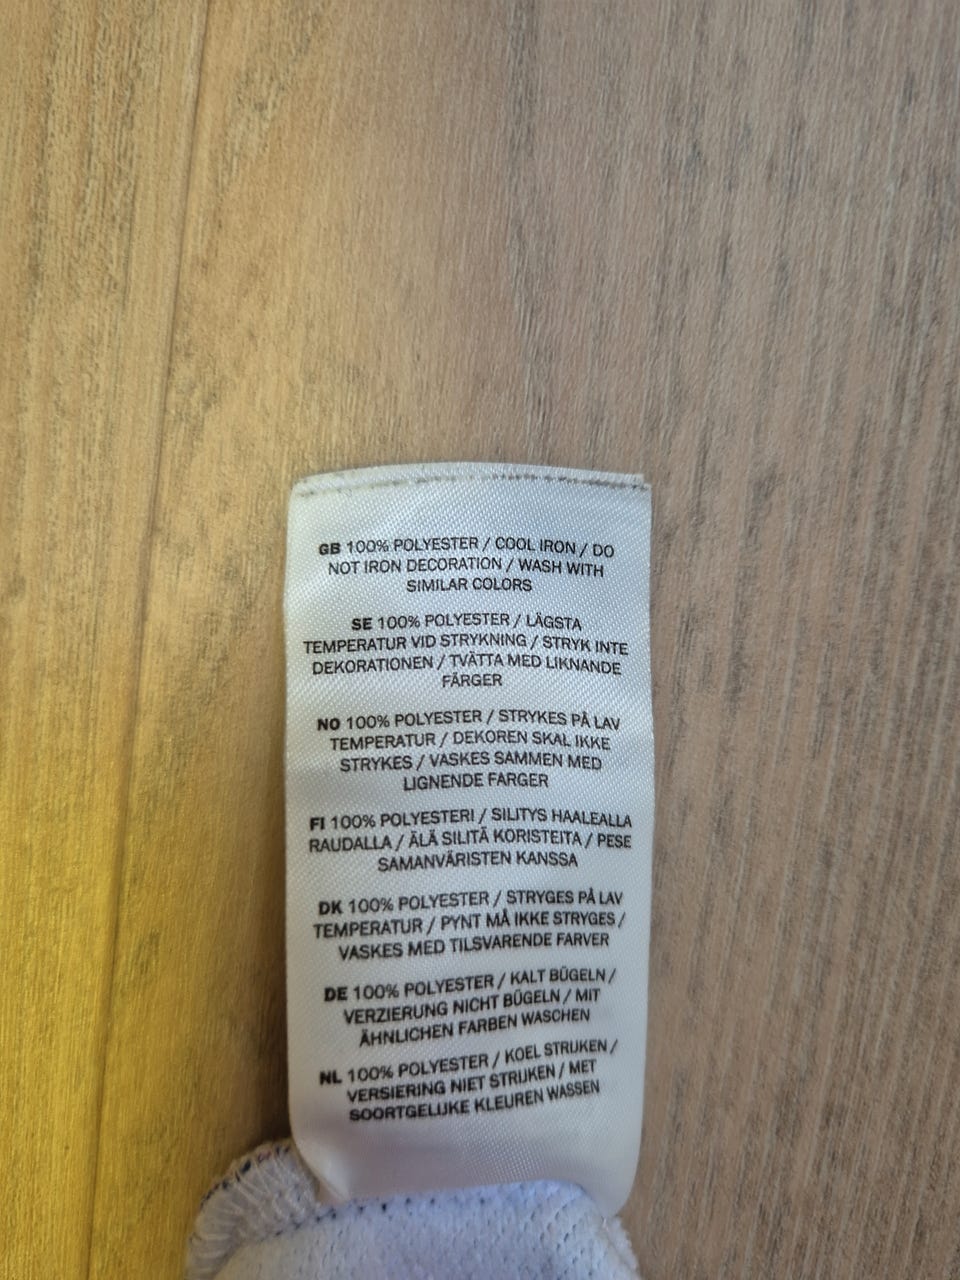 GB 100% POLYESTER / COOL IRON / DO
NOT IRON DECORATION / WASH WITH
SIMILAR COLORS
SE 100% POLYESTER / LÄGSTA
TEMPERATUR VID STRYKNING / STRYK INTE
DEKORATIONEN / TVÄTTA MED LIKNANDE
FÄRGER
NO 100% POLYESTER / STRYKES PÅ LAV
TEMPERATUR / DEKOREN SKAL IKKE
STRYKES / VASKES SAMMEN MED
LIGNENDE FARGER
FI 100% POLYESTERI / SILITYS HAALEALLA
RAUDALLA / ÄLÄ SILITÄ KORISTEITA / PESE
SAMANVÄRISTEN KANSSA
DK 100% POLYESTER / STRYGES PÅ LAV
TEMPERATUR / PYNT MÅ IKKE STRYGES /
VASKES MED TILSVARENDE FARVER
DE 100% POLYESTER / KALT BÜGELN /
VERZIERUNG NICHT BÜGELN / MIT
ÄHNLICHEN FARBEN WASCHEN
NL 100% POLYESTER / KOEL STRIJKEN /
VERSIERING NIET STRIJKEN / MET
SOORTGELIJKE KLEUREN WASSEN